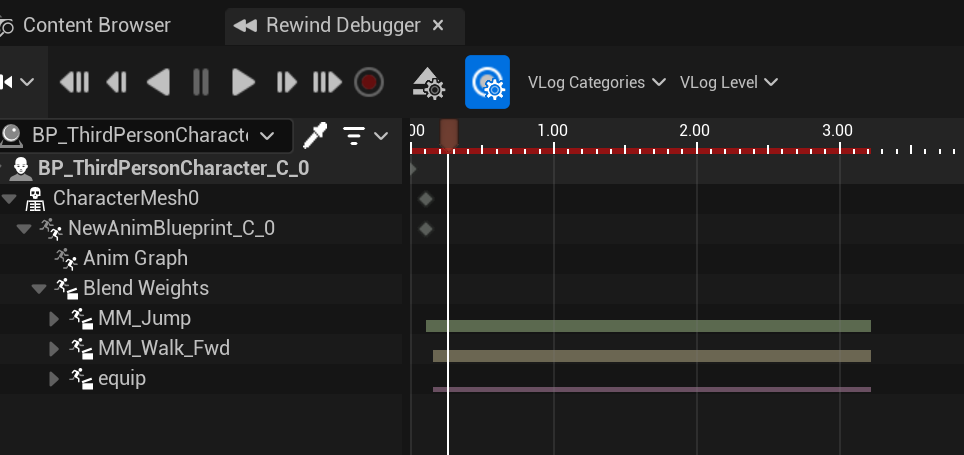 Content Browser
Rewind Debugger
VLog Categories
VLog Level
BP_ThirdPersonCharact
00 1.00 2.00 3.00
BP_ThirdPersonCharacter_C_0
CharacterMesh0
NewAnimBlueprint_C_0
Anim Graph
Blend Weights
MM_Jump
MM_Walk_Fwd
equip